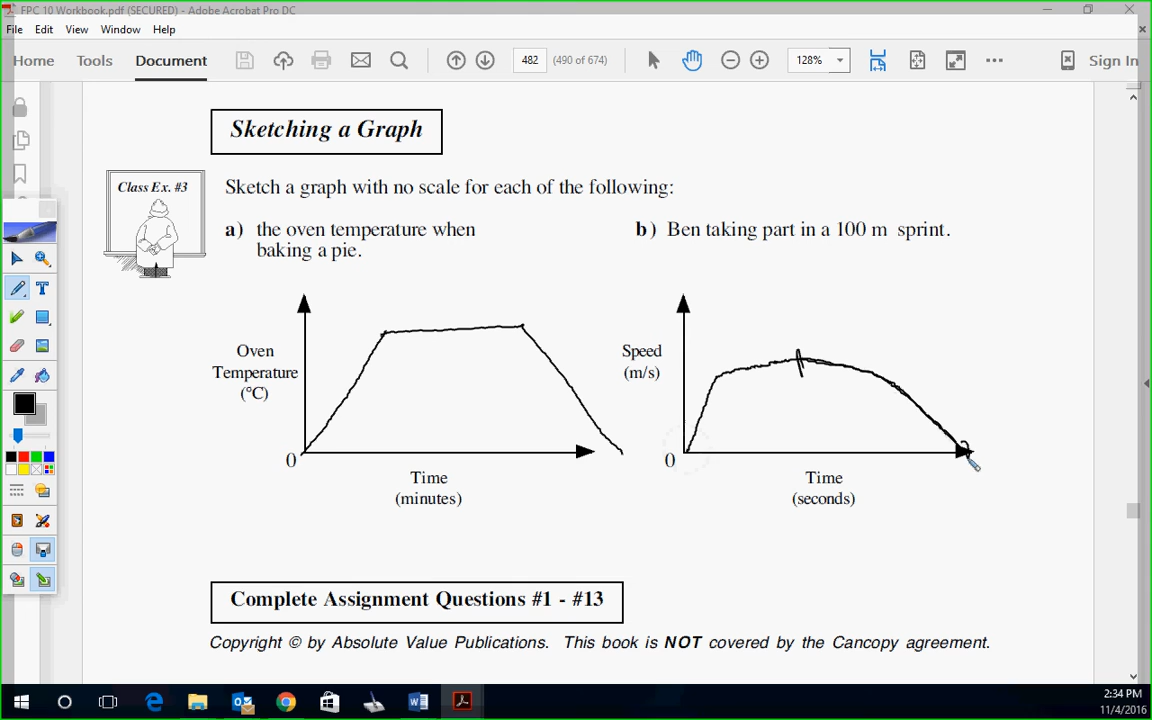 FPC 10 Workbook.pdf (SECURED) - Adobe Acrobat Pro DC
File Edit View Window Help
Home Tools Document 482 (490 of 674) 128% Sign In
Sketching a Graph
Class Ex. #3
Sketch a graph with no scale for each of the following:
a) the oven temperature when
baking a pie.
b) Ben taking part in a 100 m sprint.
Oven
Temperature
(°C)
0
Time
(minutes)
Speed
(m/s)
0
Time
(seconds)
Complete Assignment Questions #1 - #13
Copyright © by Absolute Value Publications. This book is NOT covered by the Cancopy agreement.
2:34 PM
11/4/2016